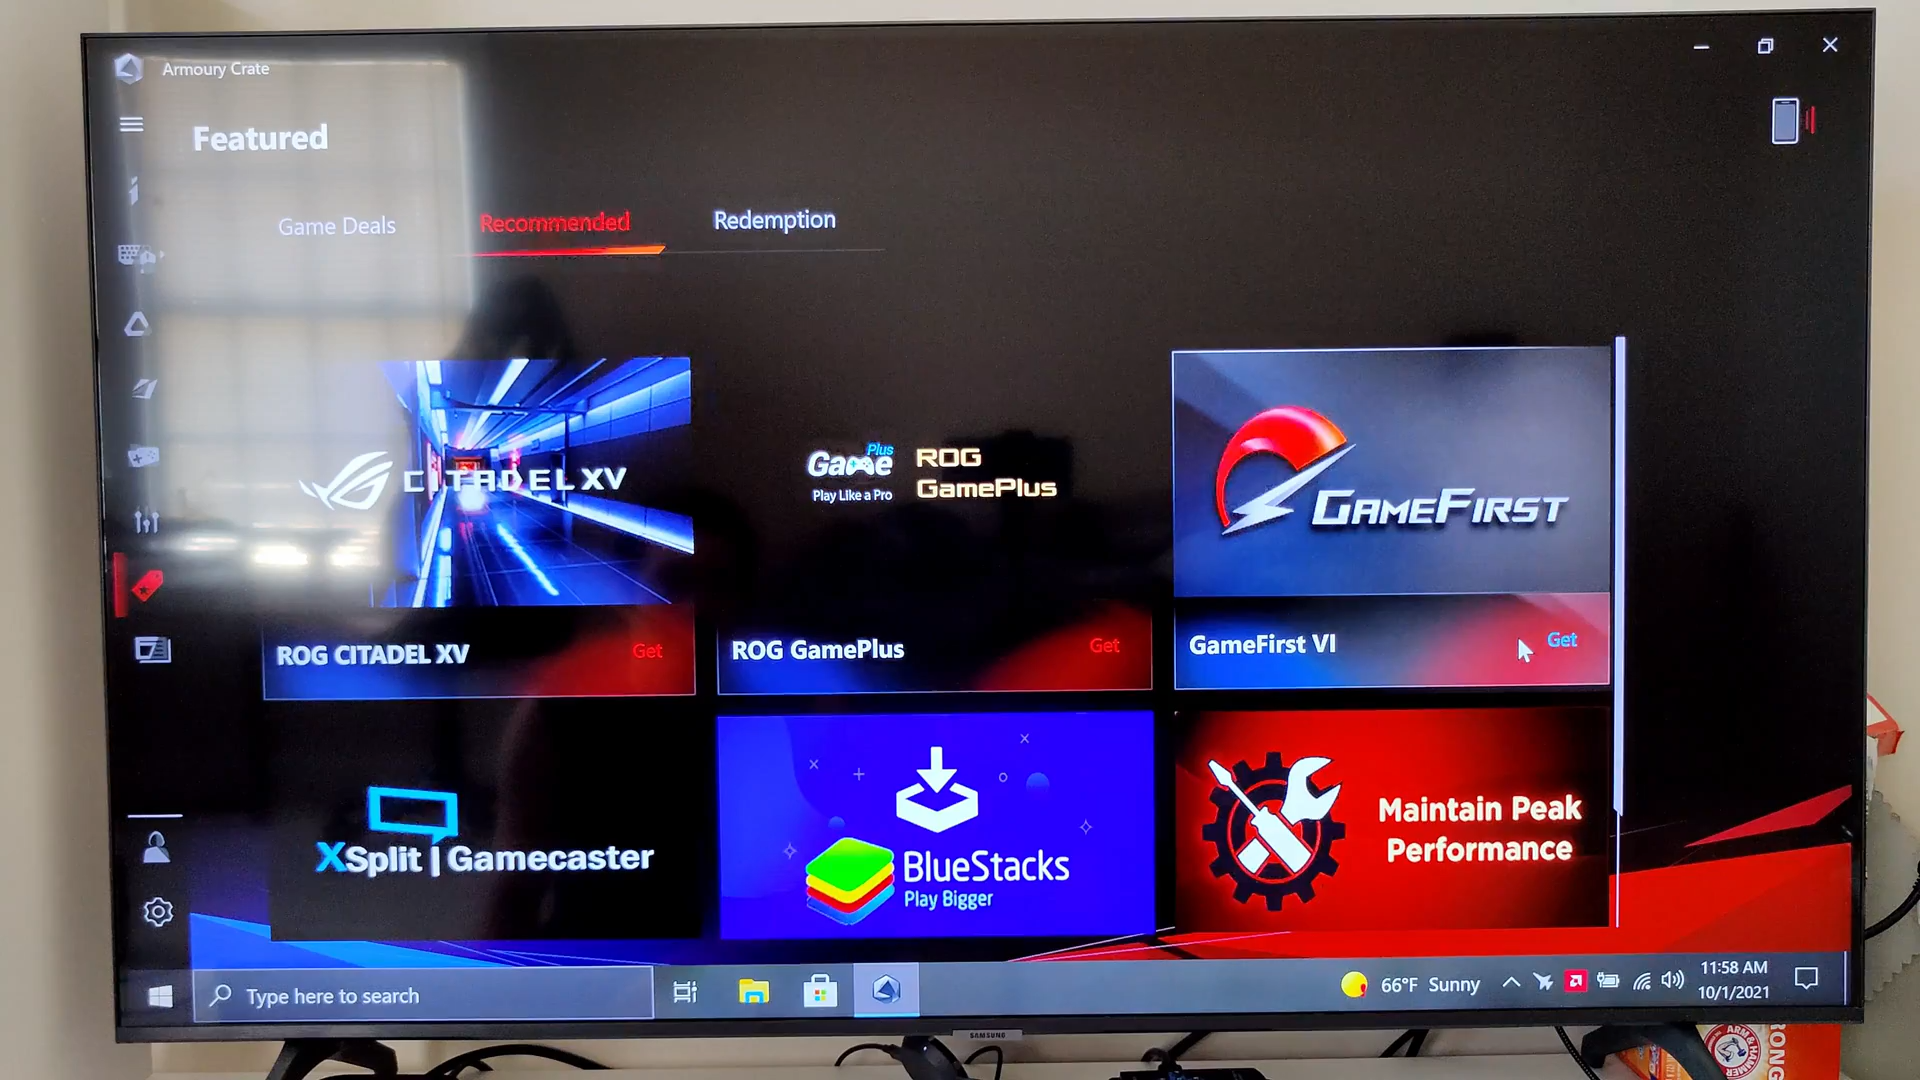 Armoury Crate
Featured
Game Deals
Recommended
Redemption
CITADEL XV
Game Plus
Play Like a Pro
ROG
GamePlus
GAMEFIRST
ROG CITADEL XV
Get
ROG GamePlus
Get
GameFirst VI
Get
XSplit | Gamecaster
BlueStacks
Play Bigger
Maintain Peak
Performance
Type here to search
66°F Sunny
11:58 AM
10/1/2021
SAMSUNG
ARM & HAMMER